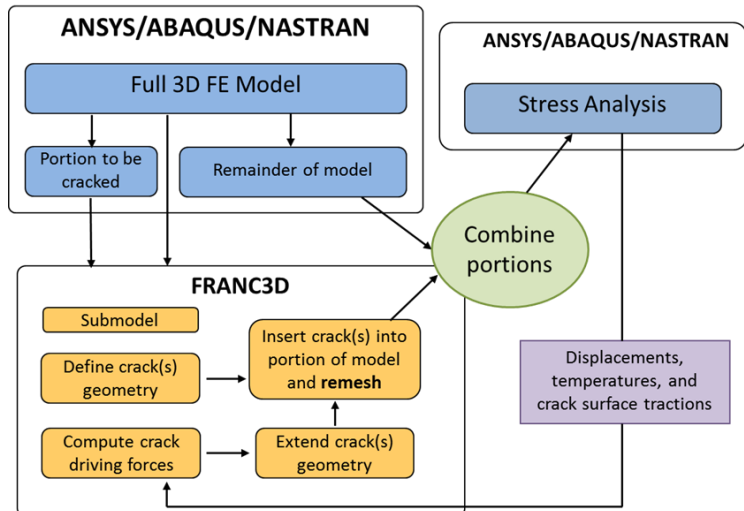 ANSYS/ABAQUS/NASTRAN
Full 3D FE Model
Portion to be
cracked
Remainder of model
ANSYS/ABAQUS/NASTRAN
Stress Analysis
Combine
portions
FRANC3D
Submodel
Define crack(s)
geometry
Insert crack(s) into
portion of model
and remesh
Compute crack
driving forces
Extend crack(s)
geometry
Displacements,
temperatures, and
crack surface tractions